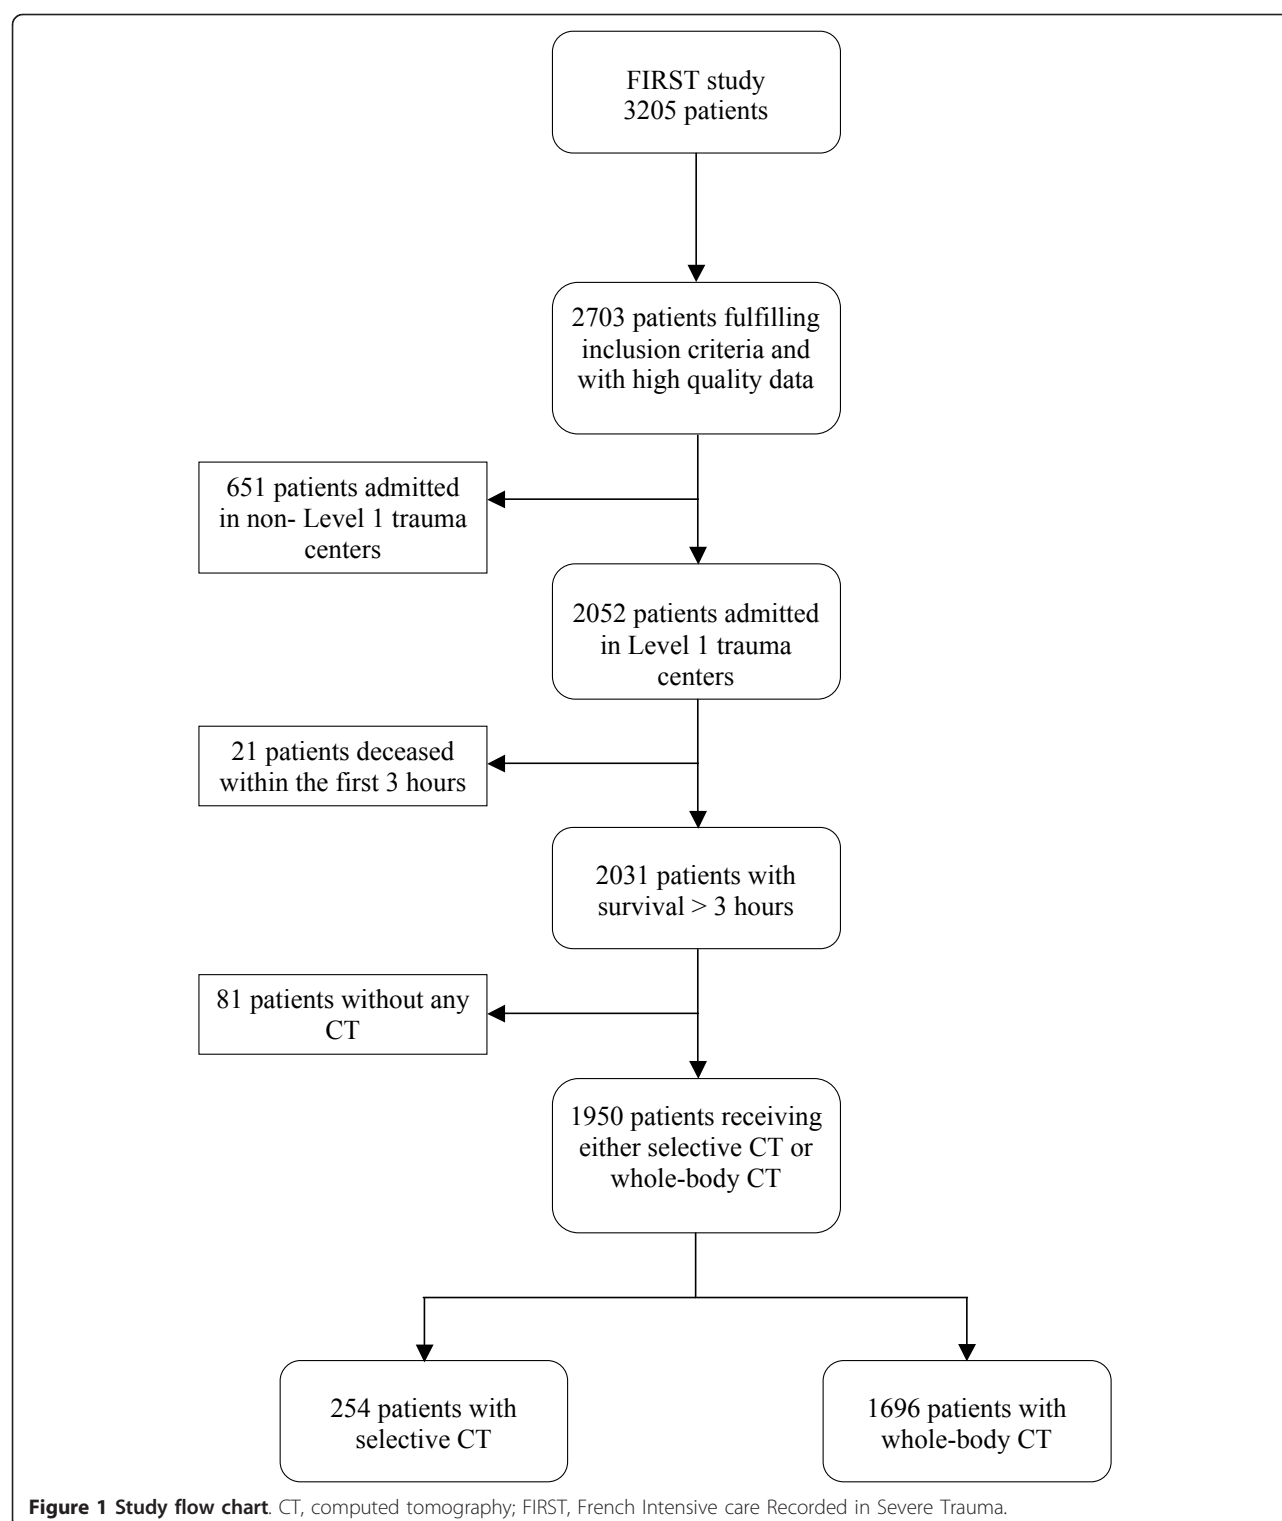 FIRST study
3205 patients
2703 patients fulfilling
inclusion criteria and
with high quality data
651 patients admitted
in non- Level 1 trauma
centers
2052 patients admitted
in Level 1 trauma
centers
21 patients deceased
within the first 3 hours
2031 patients with
survival > 3 hours
81 patients without any
CT
1950 patients receiving
either selective CT or
whole-body CT
254 patients with
selective CT
1696 patients with
whole-body CT
Figure 1 Study flow chart. CT, computed tomography; FIRST, French Intensive care Recorded in Severe Trauma.